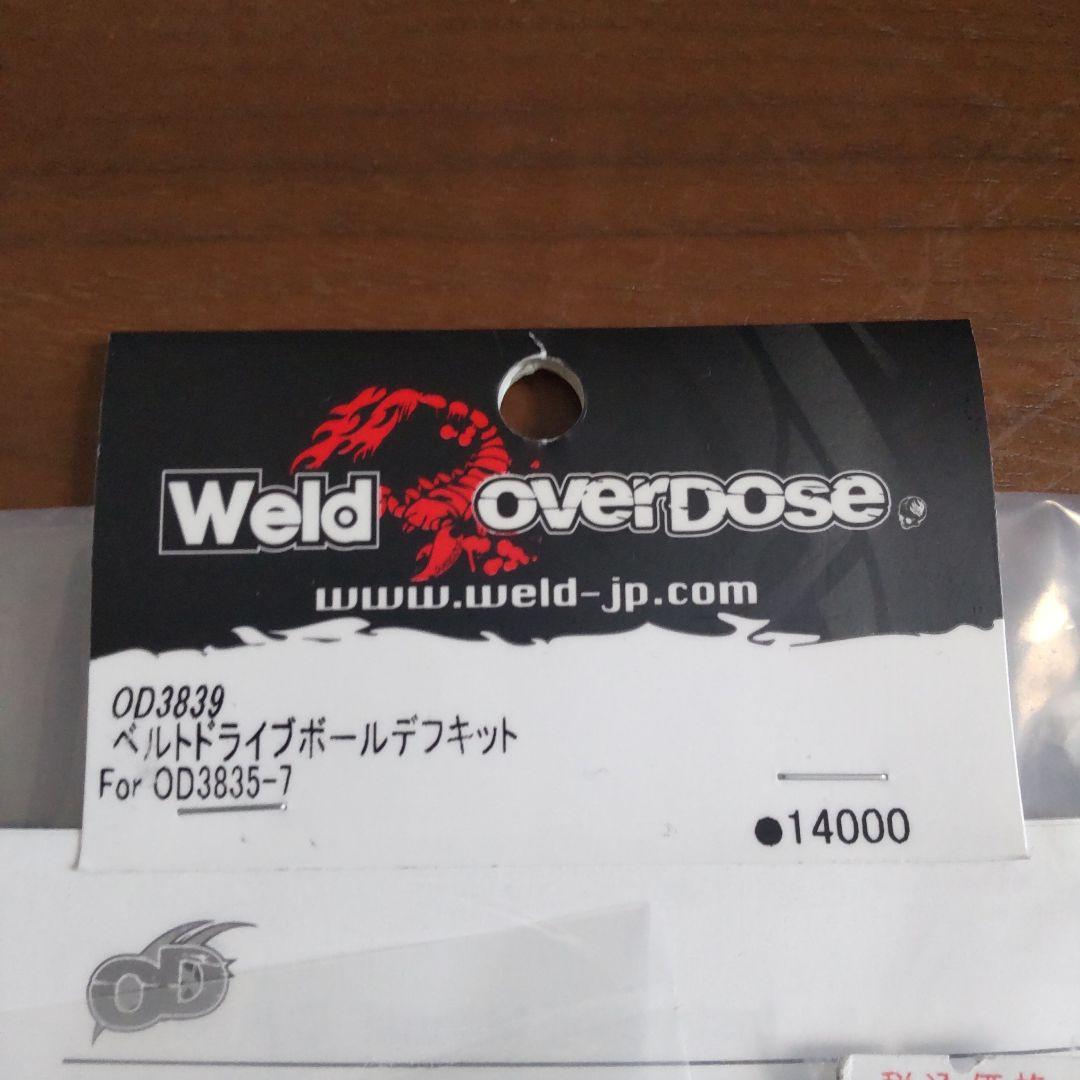 Weld overDose
www.weld-jp.com
OD3839
ベルトドライブボールデフキット
For OD3835-7
●14000
OD